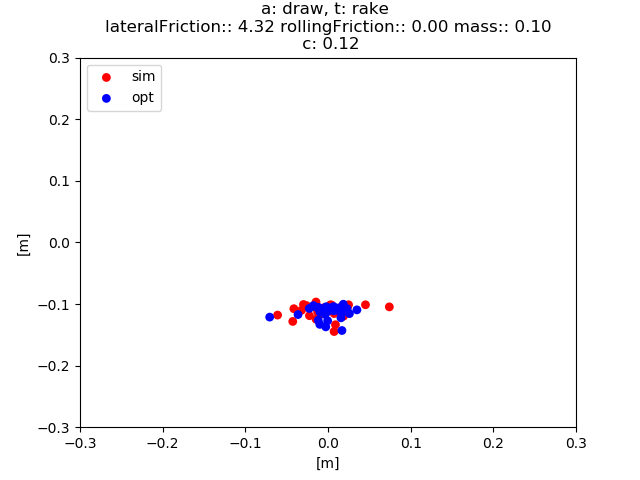 a: draw, t: rake
lateralFriction:: 4.32 rollingFriction:: 0.00 mass:: 0.10
c: 0.12
sim
opt
0.3
0.2
0.1
0.0
−0.1
−0.2
−0.3
[m]
−0.3 −0.2 −0.1 0.0 0.1 0.2 0.3
[m]